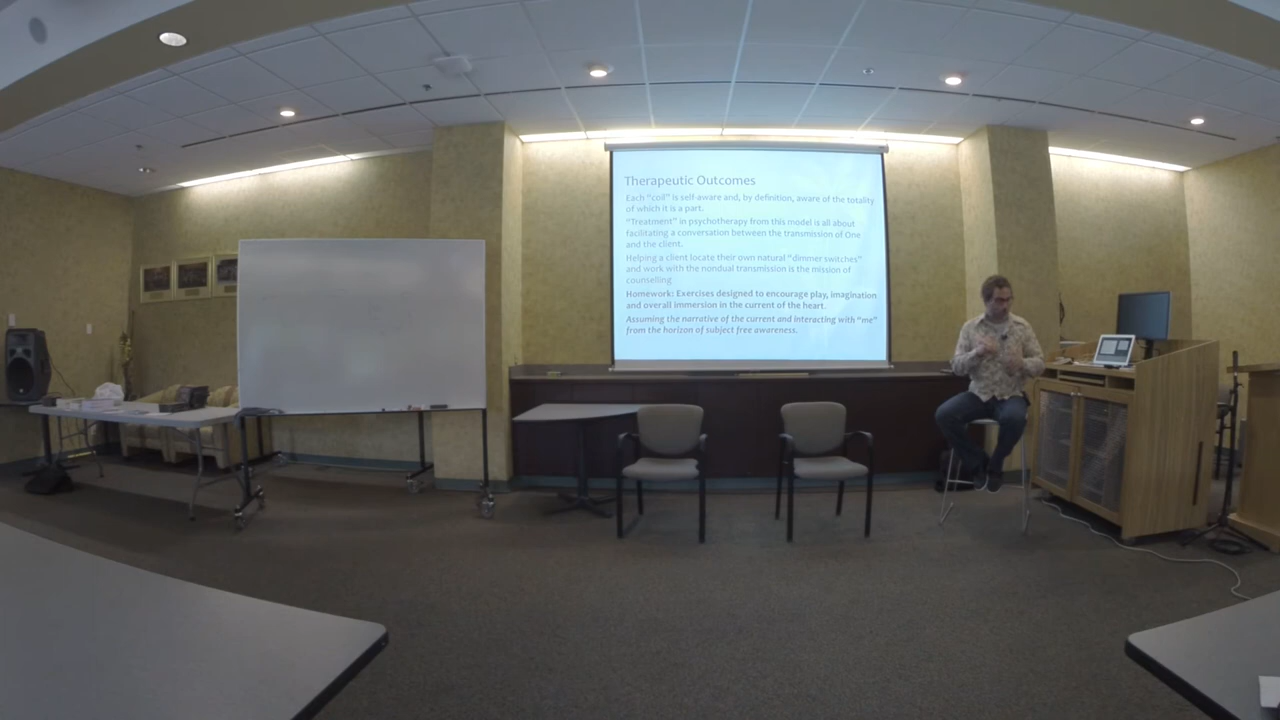 Therapeutic Outcomes
Each "coil" is self-aware and, by definition, aware of the totality
of which it is a part.
"Treatment" in psychotherapy from this model is all about
facilitating a conversation between the transmission of One
and the client.
Helping a client locate their own natural "dimmer switches"
and work with the nondual transmission is the mission of
counselling
Homework: Exercises designed to encourage play, imagination
and overall immersion in the current of the heart.
Assuming the narrative of the current and interacting with "me"
from the horizon of subject free awareness.